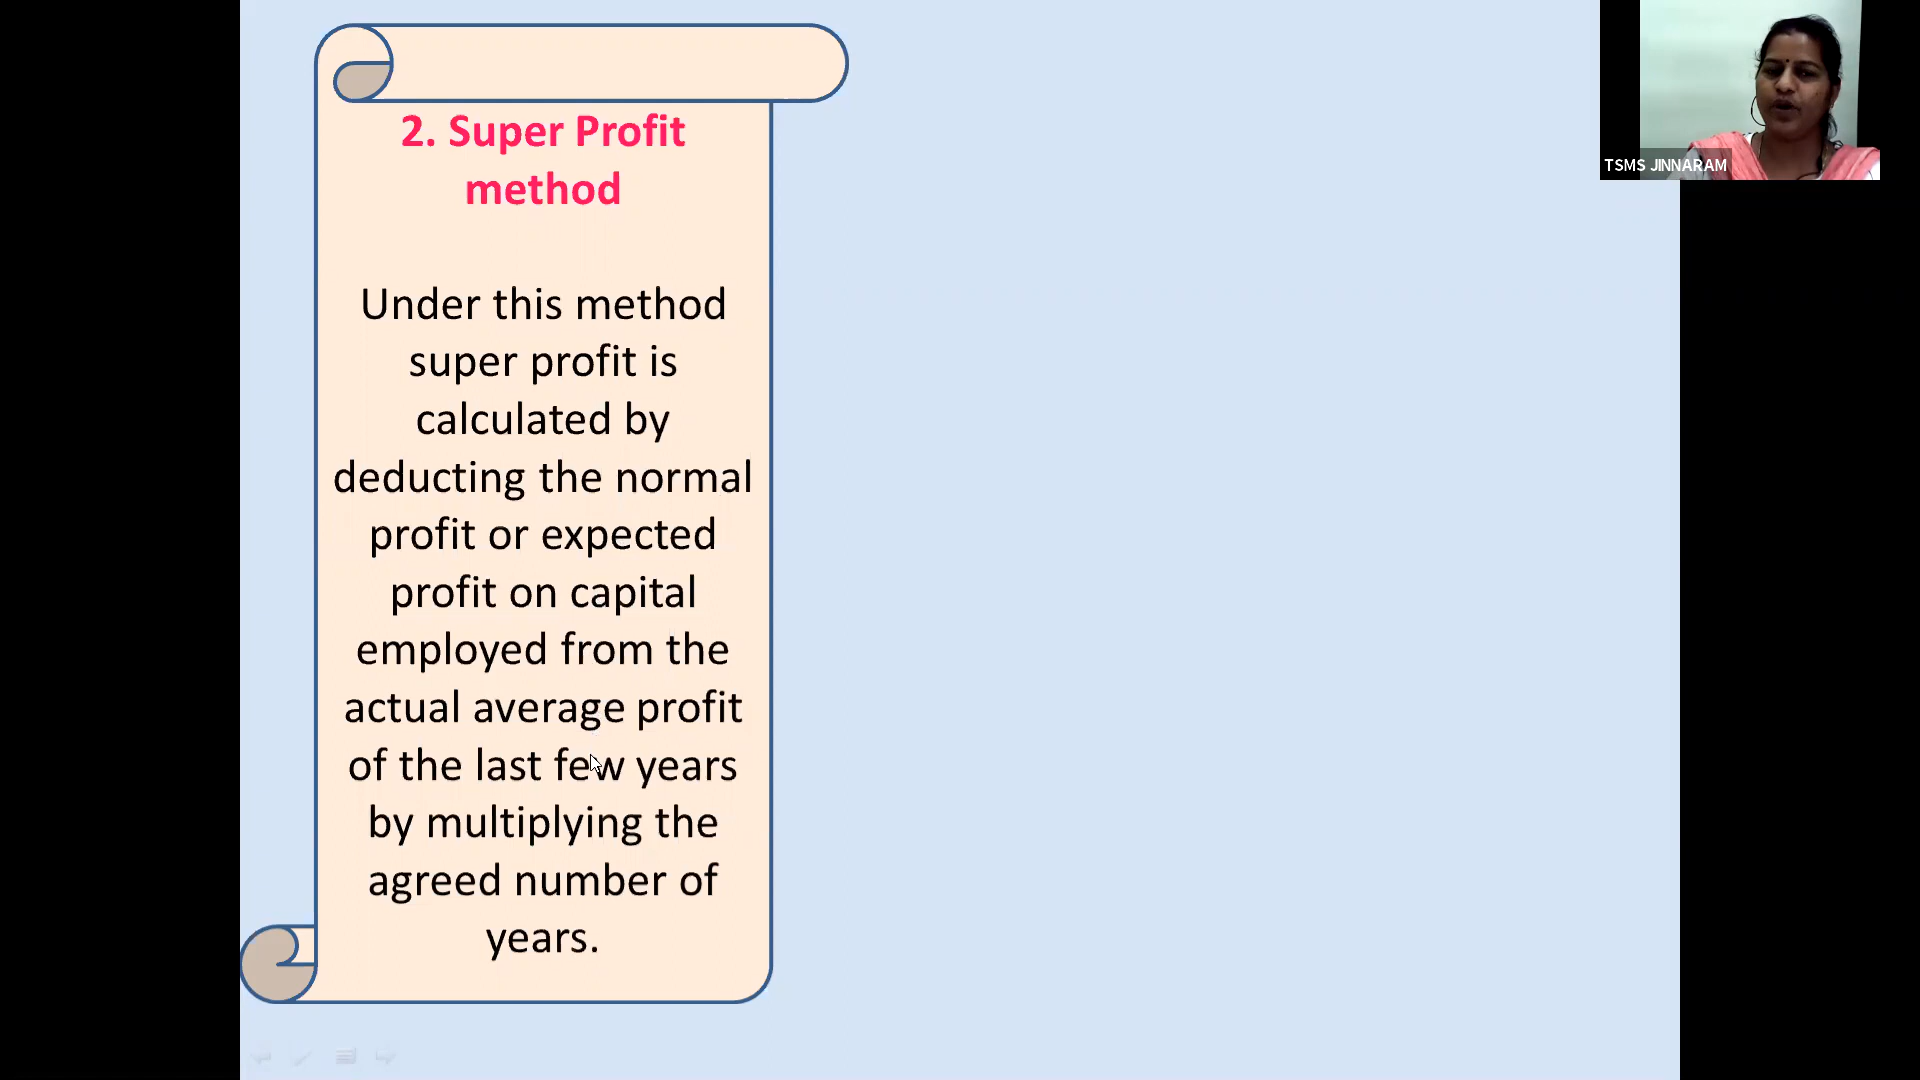 2. Super Profit
method
Under this method
super profit is
calculated by
deducting the normal
profit or expected
profit on capital
employed from the
actual average profit
of the last few years
by multiplying the
agreed number of
years.
TSMS JINNARAM